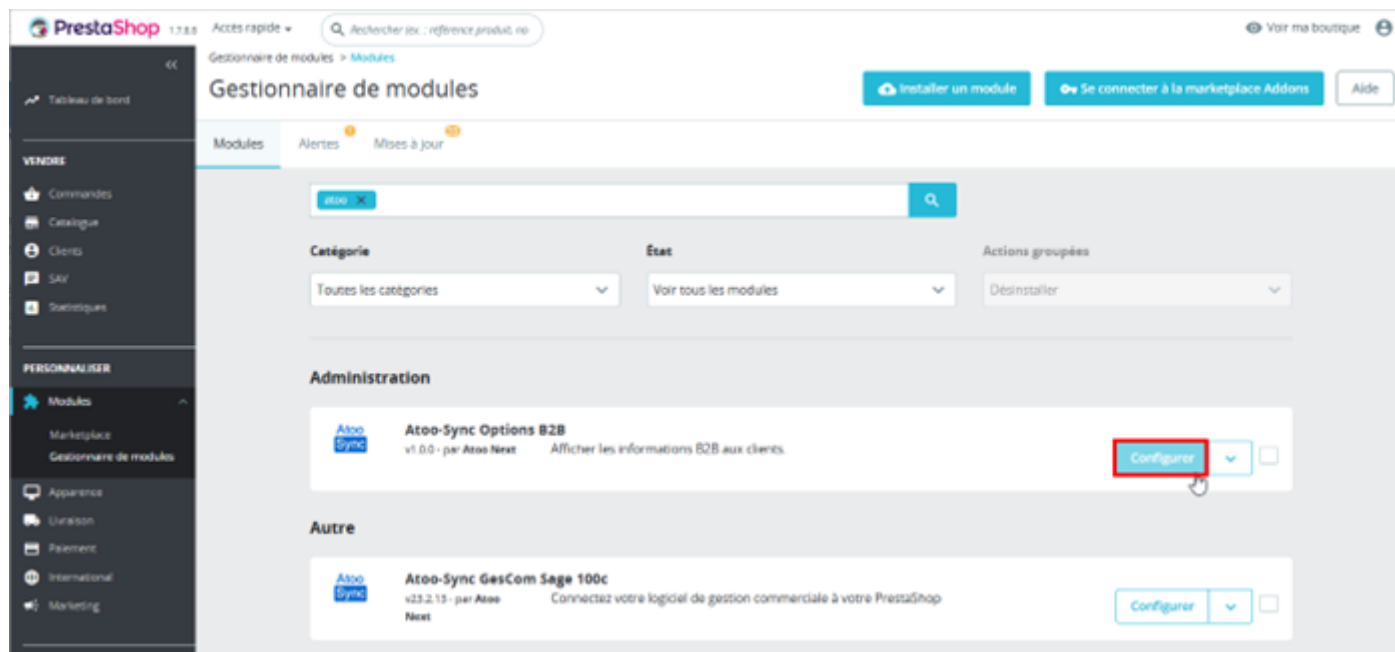 PrestaShop 1.7.8.8 Accès rapide Rechercher (ex. : référence produit, no Voir ma boutique
Gestionnaire de modules > Modules
Gestionnaire de modules
Installer un module Se connecter à la marketplace Addons Aide
Tableau de bord
Modules Alertes Mises à jour
VENDRE
Commandes
Catalogue
Clients
SAV
Statistiques
atoo
Catégorie État Actions groupées
Toutes les catégories Voir tous les modules Désinstaller
PERSONNALISER
Modules
Marketplace
Gestionnaire de modules
Apparence
Livraison
Paiement
International
Marketing
Administration
Atoo
Sync
Atoo-Sync Options B2B
v1.0.0 - par Atoo Next Afficher les informations B2B aux clients.
Configurer
Autre
Atoo
Sync
Atoo-Sync GesCom Sage 100c
v23.2.13 - par Atoo Connectez votre logiciel de gestion commerciale à votre PrestaShop
Next
Configurer